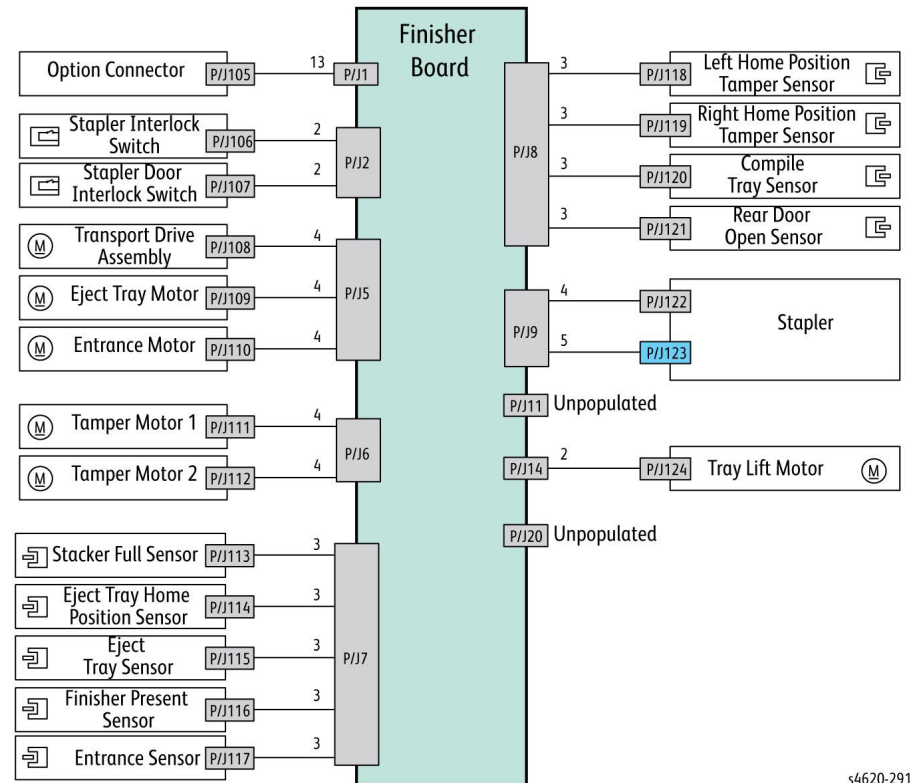 Finisher
Board
Option Connector P/J105 13 P/J1
Stapler Interlock
Switch
P/J106 2
Stapler Door
Interlock Switch
P/J107 2
P/J2
Transport Drive
Assembly
P/J108 4
Eject Tray Motor P/J109 4
P/J5
Entrance Motor P/J110 4
Tamper Motor 1 P/J111 4
P/J6
Tamper Motor 2 P/J112 4
Stacker Full Sensor P/J113 3
Eject Tray Home
Position Sensor
P/J114 3
Eject
Tray Sensor
P/J115 3
P/J7
Finisher Present
Sensor
P/J116 3
Entrance Sensor P/J117 3
P/J8
3 P/J118
Left Home Position
Tamper Sensor
3 P/J119
Right Home Position
Tamper Sensor
3 P/J120
Compile
Tray Sensor
3 P/J121
Rear Door
Open Sensor
P/J9
4 P/J122
5 P/J123
Stapler
P/J11 Unpopulated
P/J14 2 P/J124 Tray Lift Motor
P/J20 Unpopulated
M
M
M
M
M
M
s4620-291